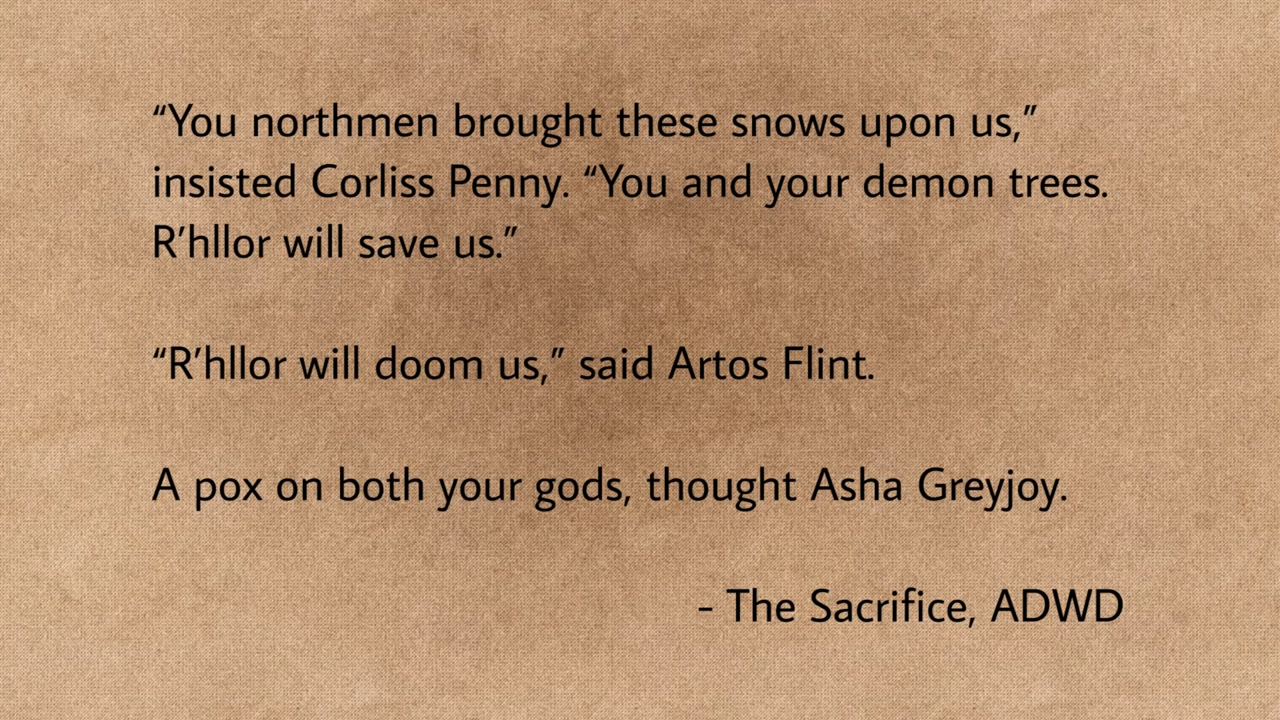 “You northmen brought these snows upon us,”
insisted Corliss Penny. “You and your demon trees.
R’hllor will save us.”
“R’hllor will doom us,” said Artos Flint.
A pox on both your gods, thought Asha Greyjoy.
- The Sacrifice, ADWD